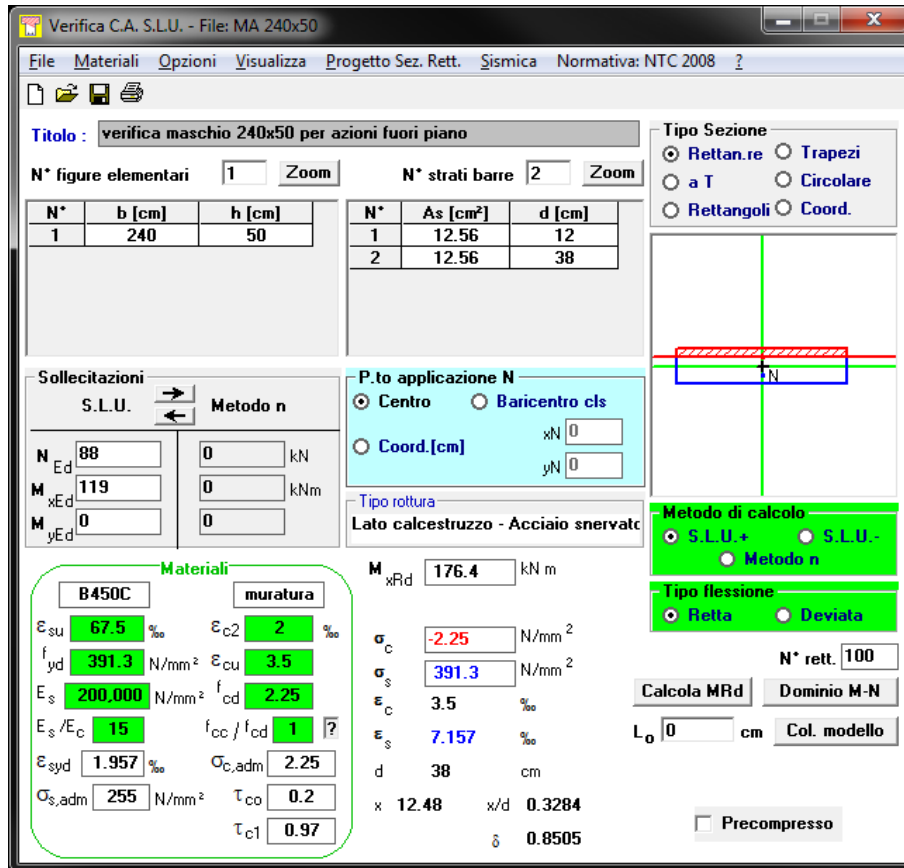 Verifica C.A. S.L.U. - File: MA 240x50
File Materiali Opzioni Visualizza Progetto Sez. Rett. Sismica Normativa: NTC 2008 ?
Titolo : verifica maschio 240x50 per azioni fuori piano
N° figure elementari 1 Zoom
N° strati barre 2 Zoom
N° b [cm] h [cm]
1 240 50
N° As [cm²] d [cm]
1 12.56 12
2 12.56 38
Tipo Sezione
Rettan.re Trapezi
a T Circolare
Rettangoli Coord.
N
Sollecitazioni
S.L.U. Metodo n
N Ed 88 0 kN
M xEd 119 0 kNm
M yEd 0 0
P.to applicazione N
Centro Baricentro cls
Coord.[cm] xN 0
yN 0
Tipo rottura
Lato calcestruzzo - Acciaio snervato
Metodo di calcolo
S.L.U.+ S.L.U.-
Metodo n
Tipo flessione
Retta Deviata
Materiali
B450C muratura
εsu 67.5 ‰ εc2 2 ‰
fyd 391.3 N/mm² εcu 3.5
Es 200,000 N/mm² fcd 2.25
Es/Ec 15 fcc / fcd 1 ?
εsyd 1.957 ‰ σc,adm 2.25
σs,adm 255 N/mm² τco 0.2
τc1 0.97
M xRd 176.4 kN m
σc -2.25 N/mm²
σs 391.3 N/mm²
εc 3.5 ‰
εs 7.157 ‰
d 38 cm
x 12.48 x/d 0.3284
δ 0.8505
N° rett. 100
Calcola MRd Dominio M-N
Lo 0 cm Col. modello
Precompresso